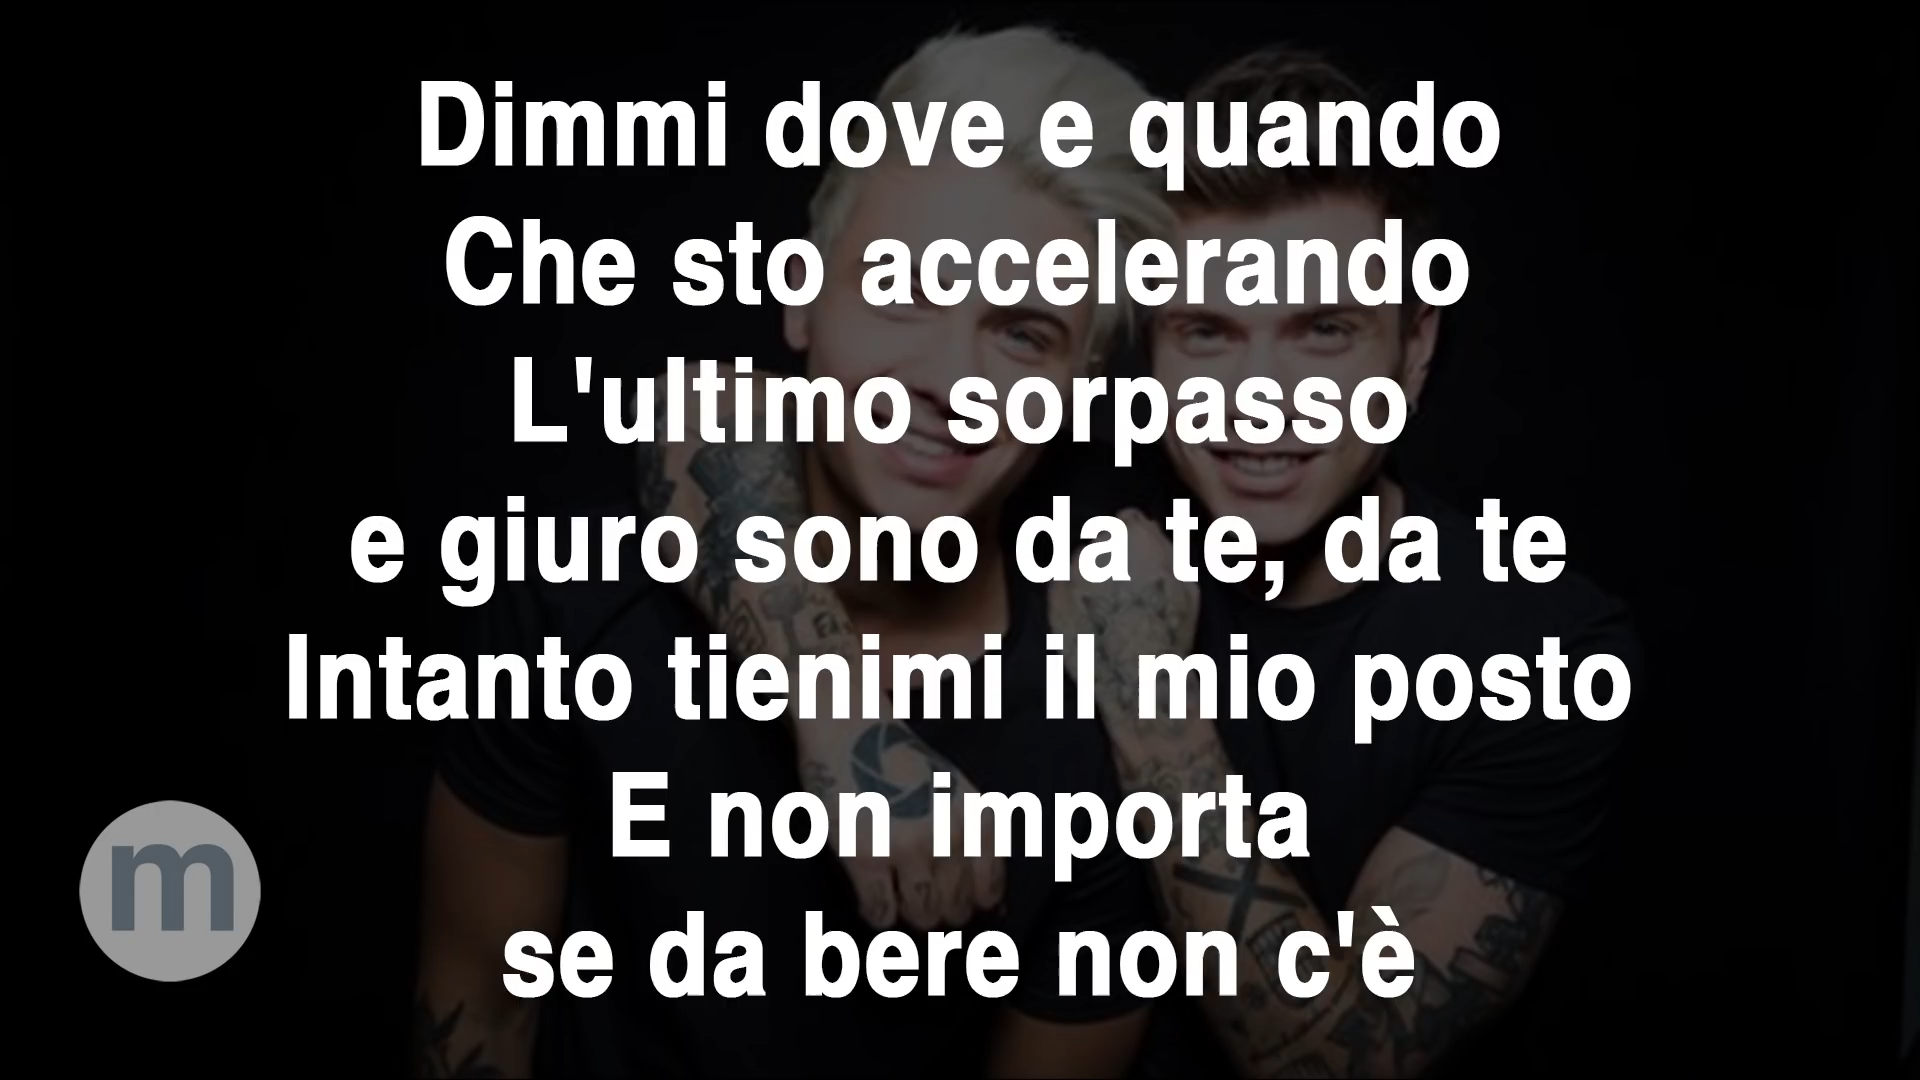 Dimmi dove e quando
Che sto accelerando
L'ultimo sorpasso
e giuro sono da te, da te
Intanto tienimi il mio posto
E non importa
se da bere non c'è
m